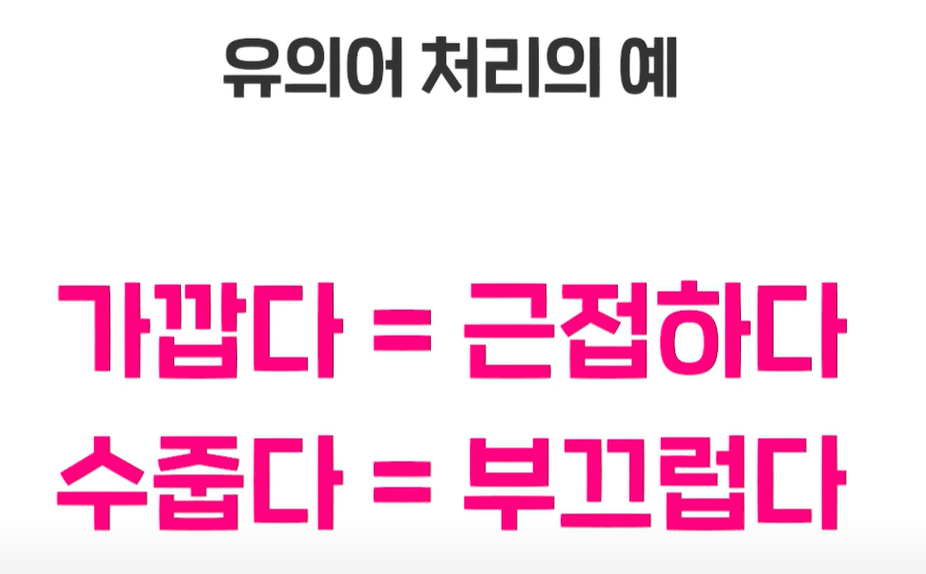 유의어 처리의 예
가깝다 = 근접하다
수줍다 = 부끄럽다